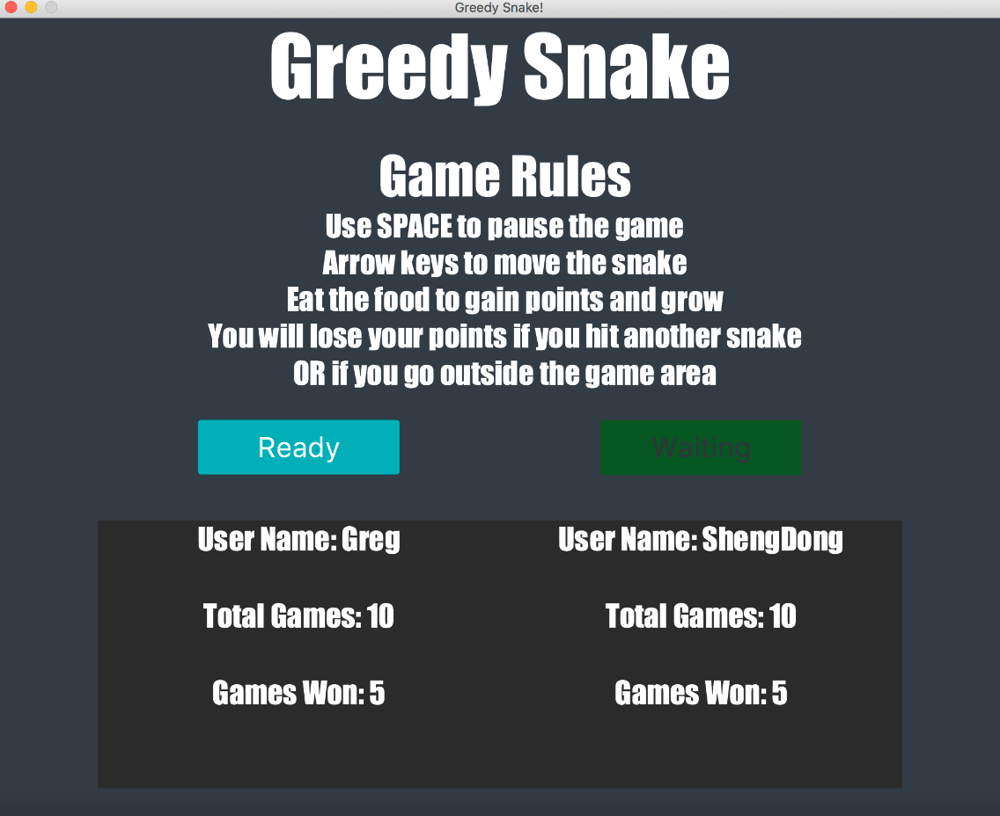 Greedy Snake!
Greedy Snake
Game Rules
Use SPACE to pause the game
Arrow keys to move the snake
Eat the food to gain points and grow
You will lose your points if you hit another snake
OR if you go outside the game area
Ready
Waiting
User Name: Greg
User Name: ShengDong
Total Games: 10
Total Games: 10
Games Won: 5
Games Won: 5